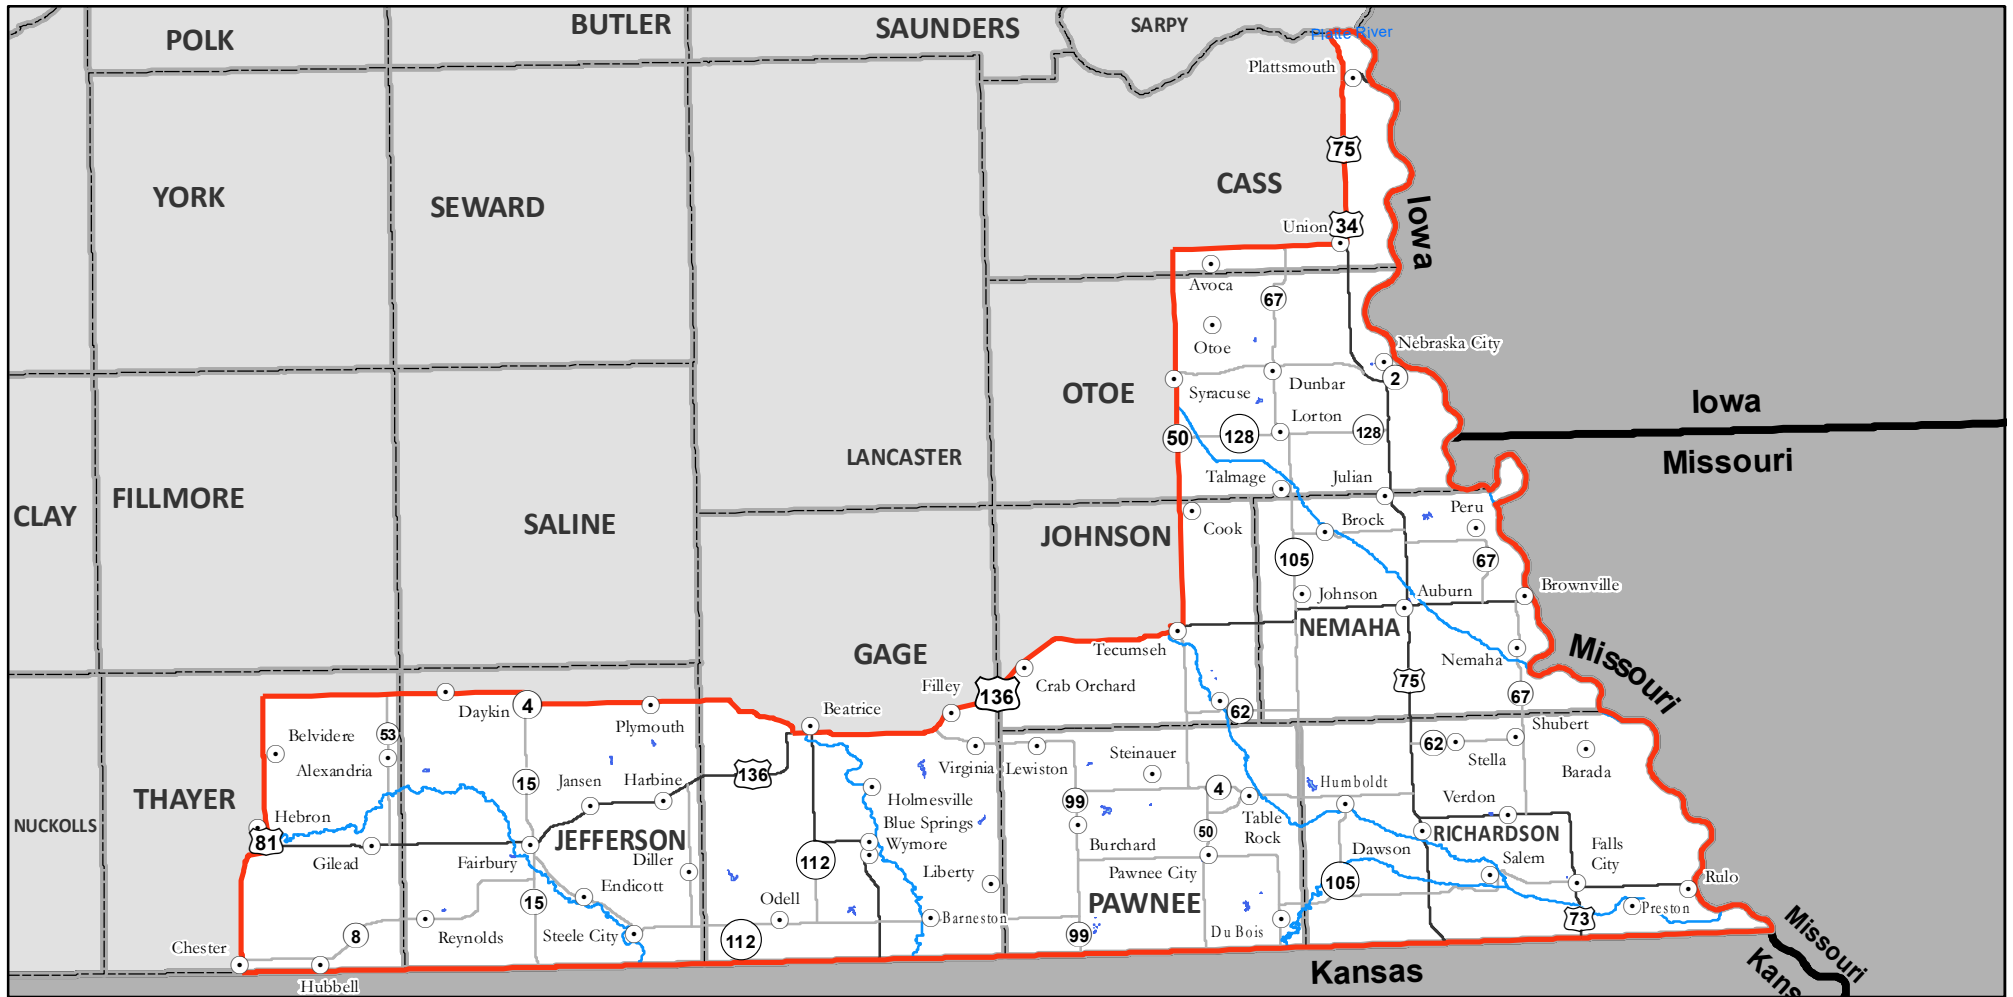 POLK
BUTLER
SAUNDERS
SARPY
Platte River
Plattsmouth
75
YORK
SEWARD
CASS
Iowa
Union
34
Avoca
67
Otoe
Nebraska City
2
OTOE
Syracuse
Dunbar
Lorton
Iowa
50
128
128
LANCASTER
Missouri
Talmage
Julian
CLAY
FILLMORE
SALINE
JOHNSON
Cook
Brock
Peru
105
67
Johnson
Auburn
Brownville
NEMAHA
GAGE
Tecumseh
Nemaha
Missouri
Filley
136
Crab Orchard
75
67
Daykin
4
Plymouth
Beatrice
62
Shubert
Belvidere
53
Alexandria
Virginia
Lewiston
Steinauer
62
Stella
Barada
15
Jansen
Harbine
136
Holmesville
99
4
Humboldt
Verdon
THAYER
NUCKOLLS
Hebron
81
Gilead
Fairbury
JEFFERSON
Diller
Blue Springs
Wymore
112
Burchard
50
Table
Rock
RICHARDSON
Dawson
Salem
Falls
City
Endicott
Liberty
Pawnee City
105
Rulo
15
Odell
PAWNEE
Preston
Reynolds
8
Steele City
112
Barneston
99
Du Bois
73
Chester
Hubbell
Kansas
Missouri
Kans